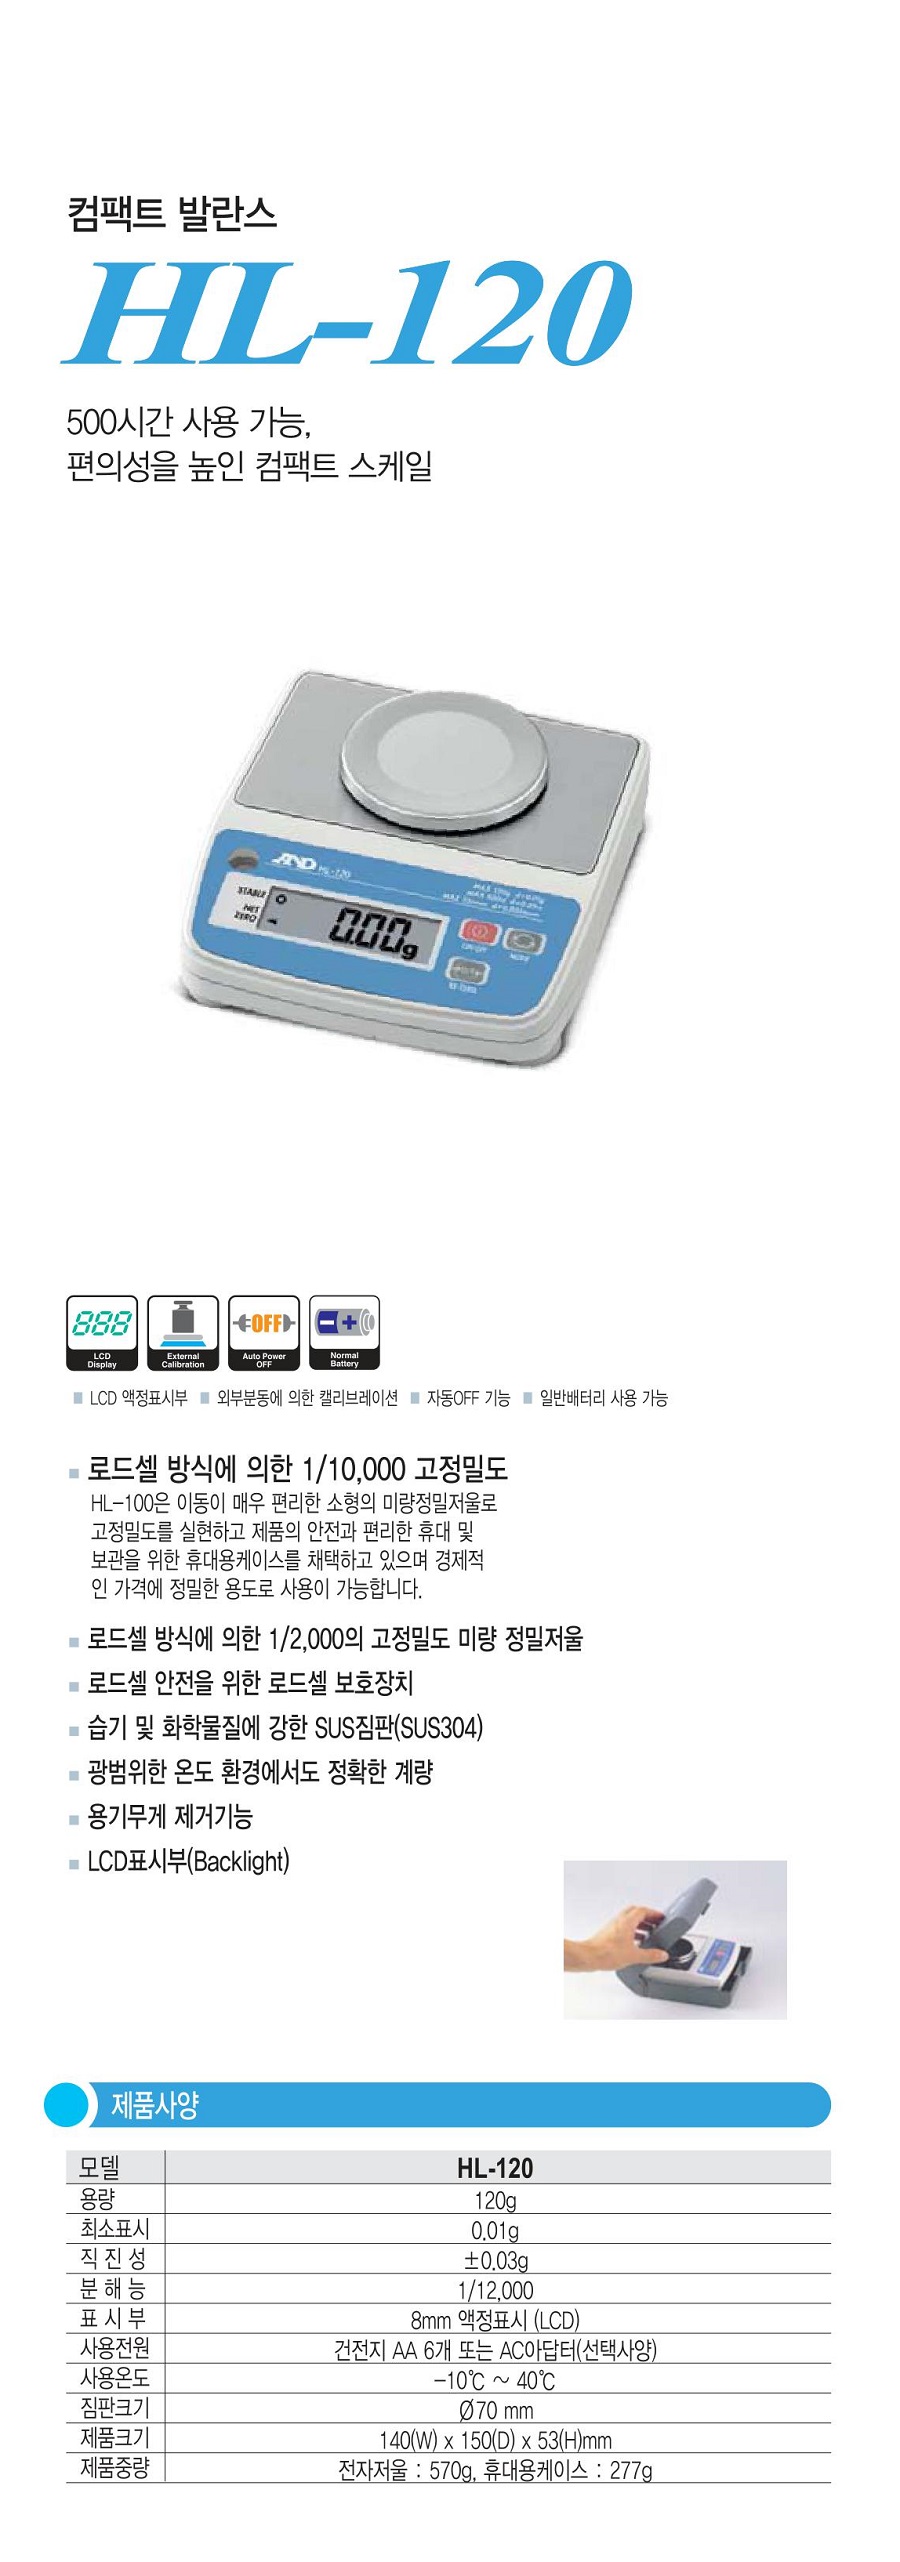 컴팩트 발란스
HL-120
500시간 사용 가능,
편의성을 높인 컴팩트 스케일
AND HL-120
STABLE
NET
ZERO
0.00g
ON/OFF
MODE
RE-ZERO
888
OFF
LCD Display
External Calibration
Auto Power OFF
Normal Battery
■ LCD 액정표시부 ■ 외부분동에 의한 캘리브레이션 ■ 자동OFF 기능 ■ 일반배터리 사용 가능
■ 로드셀 방식에 의한 1/10,000 고정밀도
HL-100은 이동이 매우 편리한 소형의 미량정밀저울로
고정밀도를 실현하고 제품의 안전과 편리한 휴대 및
보관을 위한 휴대용케이스를 채택하고 있으며 경제적
인 가격에 정밀한 용도로 사용이 가능합니다.
■ 로드셀 방식에 의한 1/2,000의 고정밀도 미량 정밀저울
■ 로드셀 안전을 위한 로드셀 보호장치
■ 습기 및 화학물질에 강한 SUS짐판(SUS304)
■ 광범위한 온도 환경에서도 정확한 계량
■ 용기무게 제거기능
■ LCD표시부(Backlight)
제품사양
모델 HL-120
용량 120g
최소표시 0.01g
직 진 성 ±0.03g
분 해 능 1/12,000
표 시 부 8mm 액정표시 (LCD)
사용전원 건전지 AA 6개 또는 AC아답터(선택사양)
사용온도 -10℃ ~ 40℃
짐판크기 Ø70 mm
제품크기 140(W) x 150(D) x 53(H)mm
제품중량 전자저울 : 570g, 휴대용케이스 : 277g